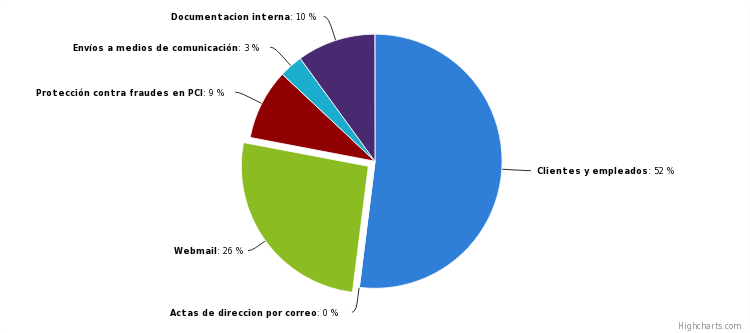 Documentacion interna: 10 %
Envíos a medios de comunicación: 3 %
Protección contra fraudes en PCI: 9 %
Clientes y empleados: 52 %
Webmail: 26 %
Actas de direccion por correo: 0 %
Highcharts.com